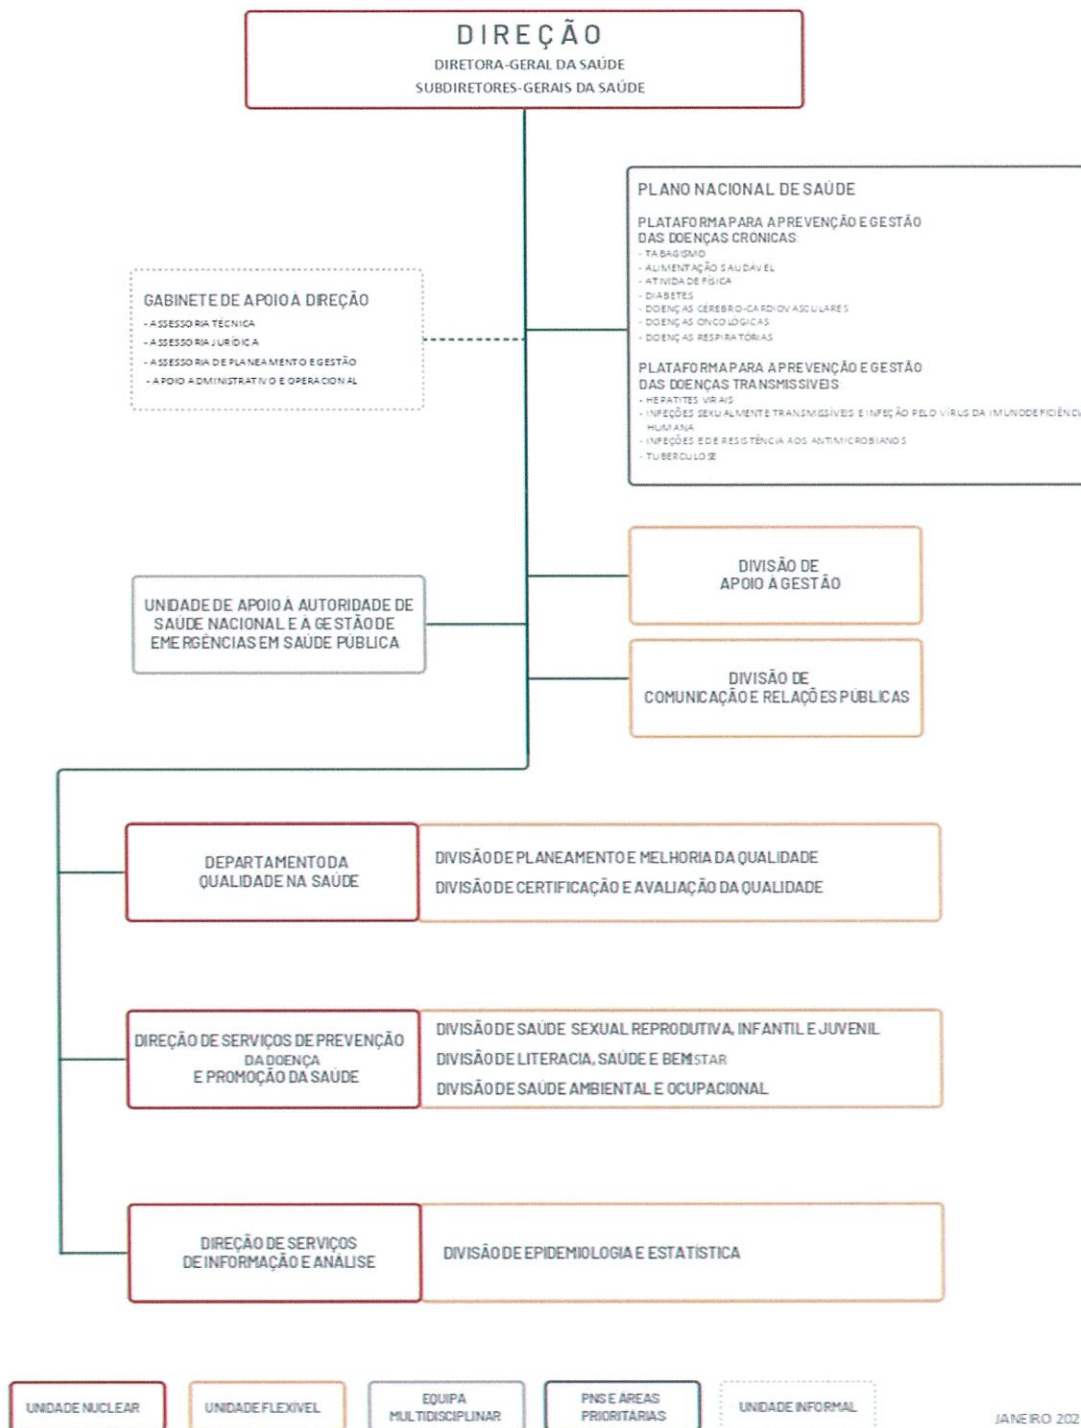 DIREÇÃO
DIRETORA-GERAL DA SAÚDE
SUBDIRETORES-GERAIS DA SAÚDE
PLANO NACIONAL DE SAÚDE
PLATAFORMA PARA A PREVENÇÃO E GESTÃO
DAS DOENÇAS CRÓNICAS
- TABAGISMO
- ALIMENTAÇÃO SAUDÁVEL
- ATIVIDADE FÍSICA
- DIABETES
- DOENÇAS CÉREBRO-CARDIOVASCULARES
- DOENÇAS ONCOLÓGICAS
- DOENÇAS RESPIRATÓRIAS
PLATAFORMA PARA A PREVENÇÃO E GESTÃO
DAS DOENÇAS TRANSMISSÍVEIS
- HEPATITES VIRAIS
- INFEÇÕES SEXUALMENTE TRANSMISSÍVEIS E INFEÇÃO PELO VÍRUS DA
HUMANA
- INFEÇÕES E DE RESISTÊNCIA AOS ANTIMICROBIANOS
- TUBERCULOSE
GABINETE DE APOIO À DIREÇÃO
- ASSESSORIA TÉCNICA
- ASSESSORIA JURÍDICA
- ASSESSORIA DE PLANEAMENTO E GESTÃO
- APOIO ADMINISTRATIVO E OPERACIONAL
DIVISÃO DE
APOIO À GESTÃO
UNIDADE DE APOIO À AUTORIDADE DE
SAÚDE NACIONAL E À GESTÃO DE
EMERGÊNCIAS EM SAÚDE PÚBLICA
DIVISÃO DE
COMUNICAÇÃO E RELAÇÕES PÚBLICAS
DEPARTAMENTO DA
QUALIDADE NA SAÚDE
DIVISÃO DE PLANEAMENTO E MELHORIA DA QUALIDADE
DIVISÃO DE CERTIFICAÇÃO E AVALIAÇÃO DA QUALIDADE
DIREÇÃO DE SERVIÇOS DE PREVENÇÃO
DA DOENÇA
E PROMOÇÃO DA SAÚDE
DIVISÃO DE SAÚDE SEXUAL REPRODUTIVA, INFANTIL E JUVENIL
DIVISÃO DE LITERACIA, SAÚDE E BEMSTAR
DIVISÃO DE SAÚDE AMBIENTAL E OCUPACIONAL
DIREÇÃO DE SERVIÇOS
DE INFORMAÇÃO E ANÁLISE
DIVISÃO DE EPIDEMIOLOGIA E ESTATÍSTICA
UNIDADE NUCLEAR
UNIDADE FLEXÍVEL
EQUIPA
MULTIDISCIPLINAR
PNS E ÁREAS
PRIORITÁRIAS
UNIDADE INFORMAL
JANEIRO 202